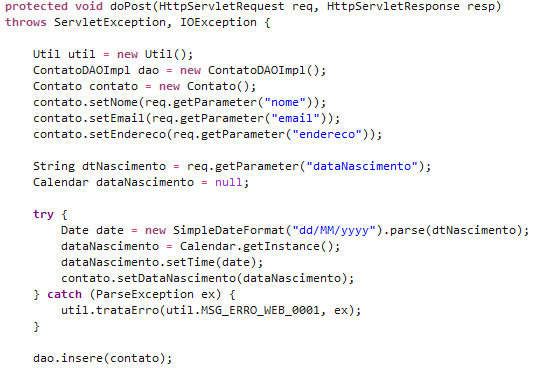 protected void doPost(HttpServletRequest req, HttpServletResponse resp)
throws ServletException, IOException {
Util util = new Util();
ContatoDAOImpl dao = new ContatoDAOImpl();
Contato contato = new Contato();
contato.setNome(req.getParameter("nome"));
contato.setEmail(req.getParameter("email"));
contato.setEndereco(req.getParameter("endereco"));
String dtNascimento = req.getParameter("dataNascimento");
Calendar dataNascimento = null;
try {
Date date = new SimpleDateFormat("dd/MM/yyyy").parse(dtNascimento);
dataNascimento = Calendar.getInstance();
dataNascimento.setTime(date);
contato.setDataNascimento(dataNascimento);
} catch (ParseException ex) {
util.trataErro(util.MSG_ERRO_WEB_0001, ex);
}
dao.insere(contato);